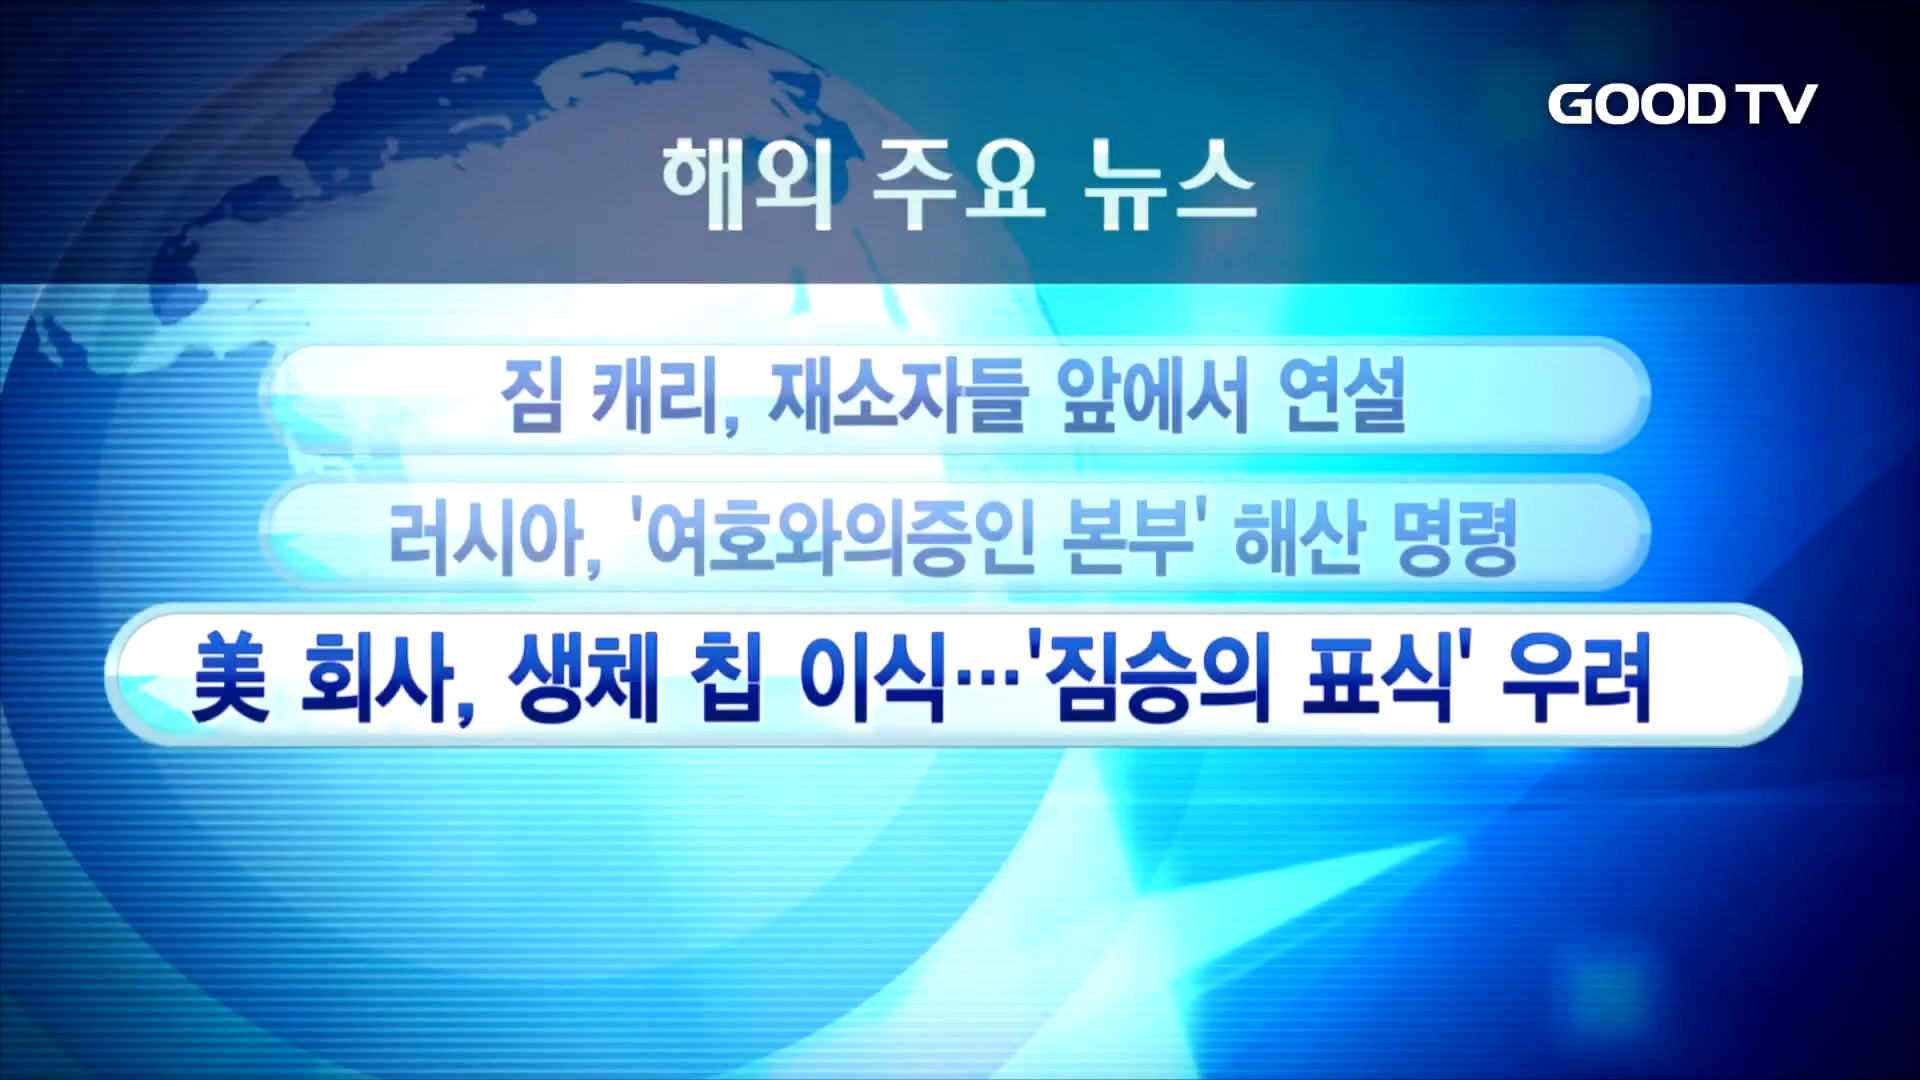 GOOD TV
해외 주요 뉴스
짐 캐리, 재소자들 앞에서 연설
러시아, '여호와의증인 본부' 해산 명령
美 회사, 생체 칩 이식…'짐승의 표식' 우려